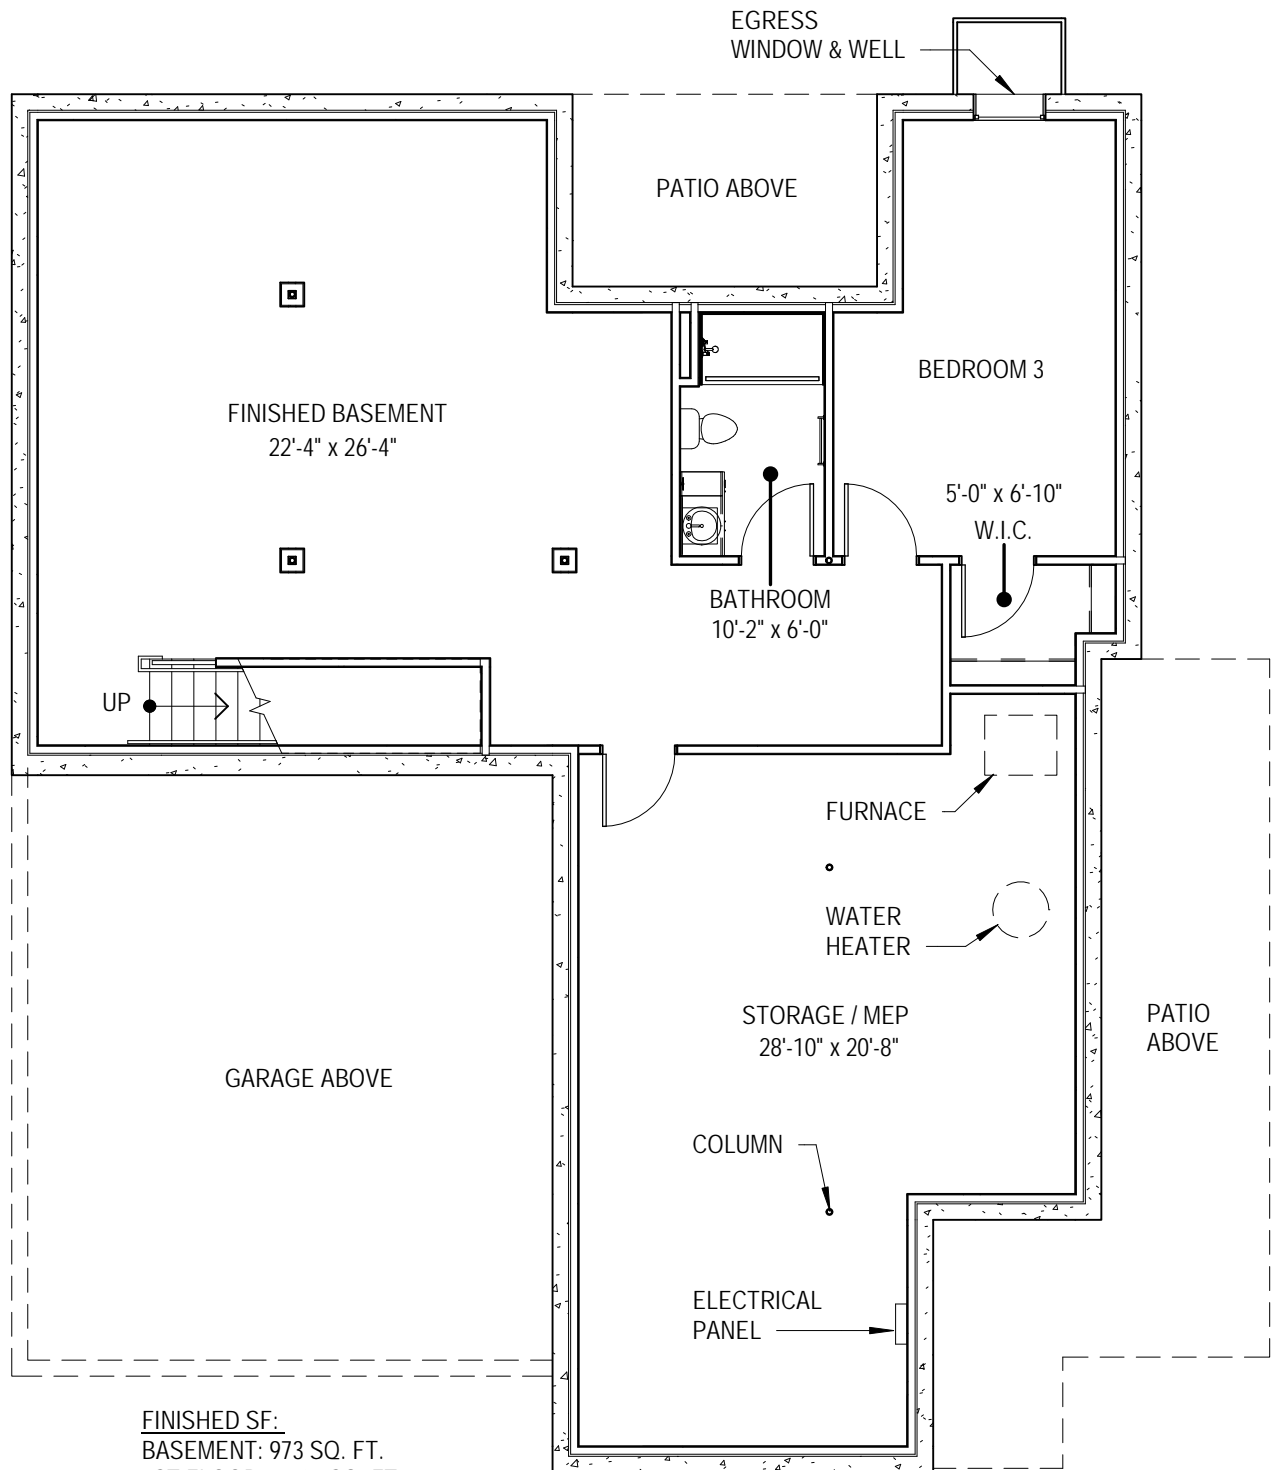 EGRESS
WINDOW & WELL
PATIO ABOVE
BEDROOM 3
FINISHED BASEMENT
22'-4" x 26'-4"
5'-0" x 6'-10"
W.I.C.
BATHROOM
10'-2" x 6'-0"
UP
FURNACE
WATER
HEATER
STORAGE / MEP
28'-10" x 20'-8"
PATIO
ABOVE
GARAGE ABOVE
COLUMN
ELECTRICAL
PANEL
FINISHED SF:
BASEMENT: 973 SQ. FT.